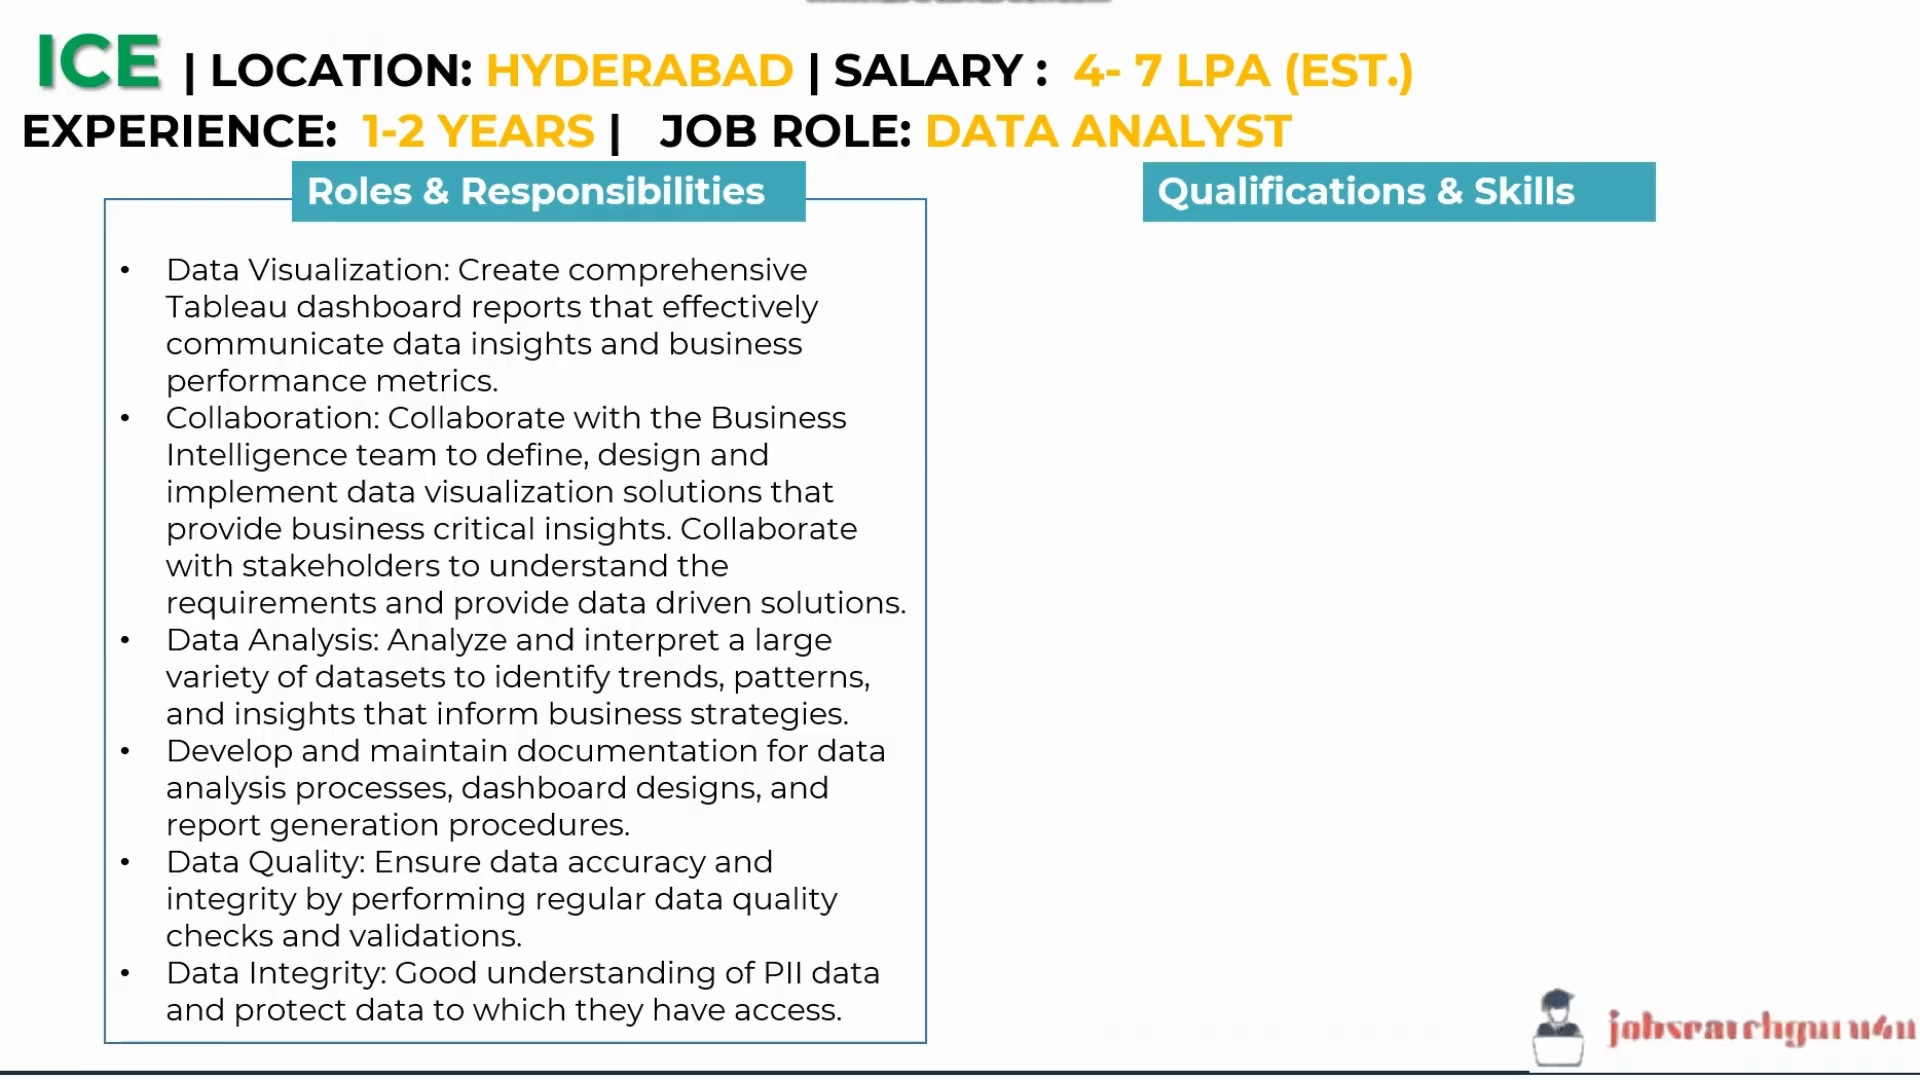 ICE | LOCATION: HYDERABAD | SALARY : 4- 7 LPA (EST.)
EXPERIENCE: 1-2 YEARS | JOB ROLE: DATA ANALYST
Roles & Responsibilities
• Data Visualization: Create comprehensive
Tableau dashboard reports that effectively
communicate data insights and business
performance metrics.
• Collaboration: Collaborate with the Business
Intelligence team to define, design and
implement data visualization solutions that
provide business critical insights. Collaborate
with stakeholders to understand the
requirements and provide data driven solutions.
• Data Analysis: Analyze and interpret a large
variety of datasets to identify trends, patterns,
and insights that inform business strategies.
• Develop and maintain documentation for data
analysis processes, dashboard designs, and
report generation procedures.
• Data Quality: Ensure data accuracy and
integrity by performing regular data quality
checks and validations.
• Data Integrity: Good understanding of PII data
and protect data to which they have access.
Qualifications & Skills
jobsearchguru4u